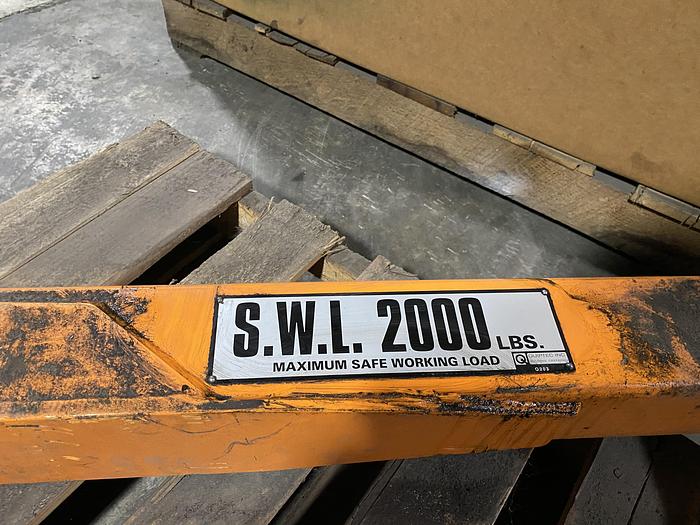 S.W.L. 2000 LBS.
MAXIMUM SAFE WORKING LOAD
Q